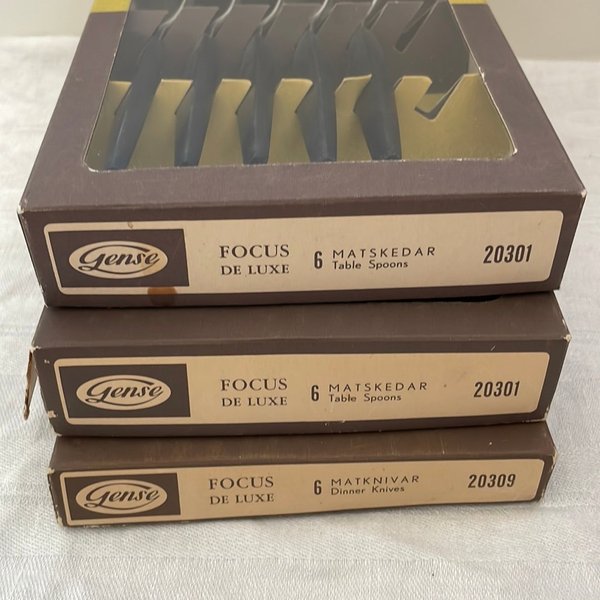 Gense
FOCUS
DE LUXE
6 MATSKEDAR
Table Spoons
20301
Gense
FOCUS
DE LUXE
6 MATSKEDAR
Table Spoons
20301
Gense
FOCUS
DE LUXE
6 MATKNIVAR
Dinner Knives
20309